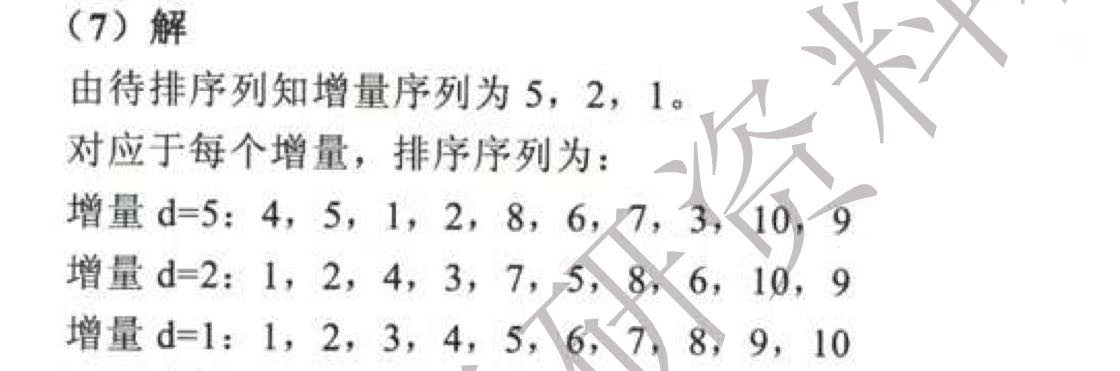 （7）解
由待排序列知增量序列为 5，2，1。
对应于每个增量，排序序列为：
增量 d=5：4，5，1，2，8，6，7，3，10，9
增量 d=2：1，2，4，3，7，5，8，6，10，9
增量 d=1：1，2，3，4，5，6，7，8，9，10
研资料